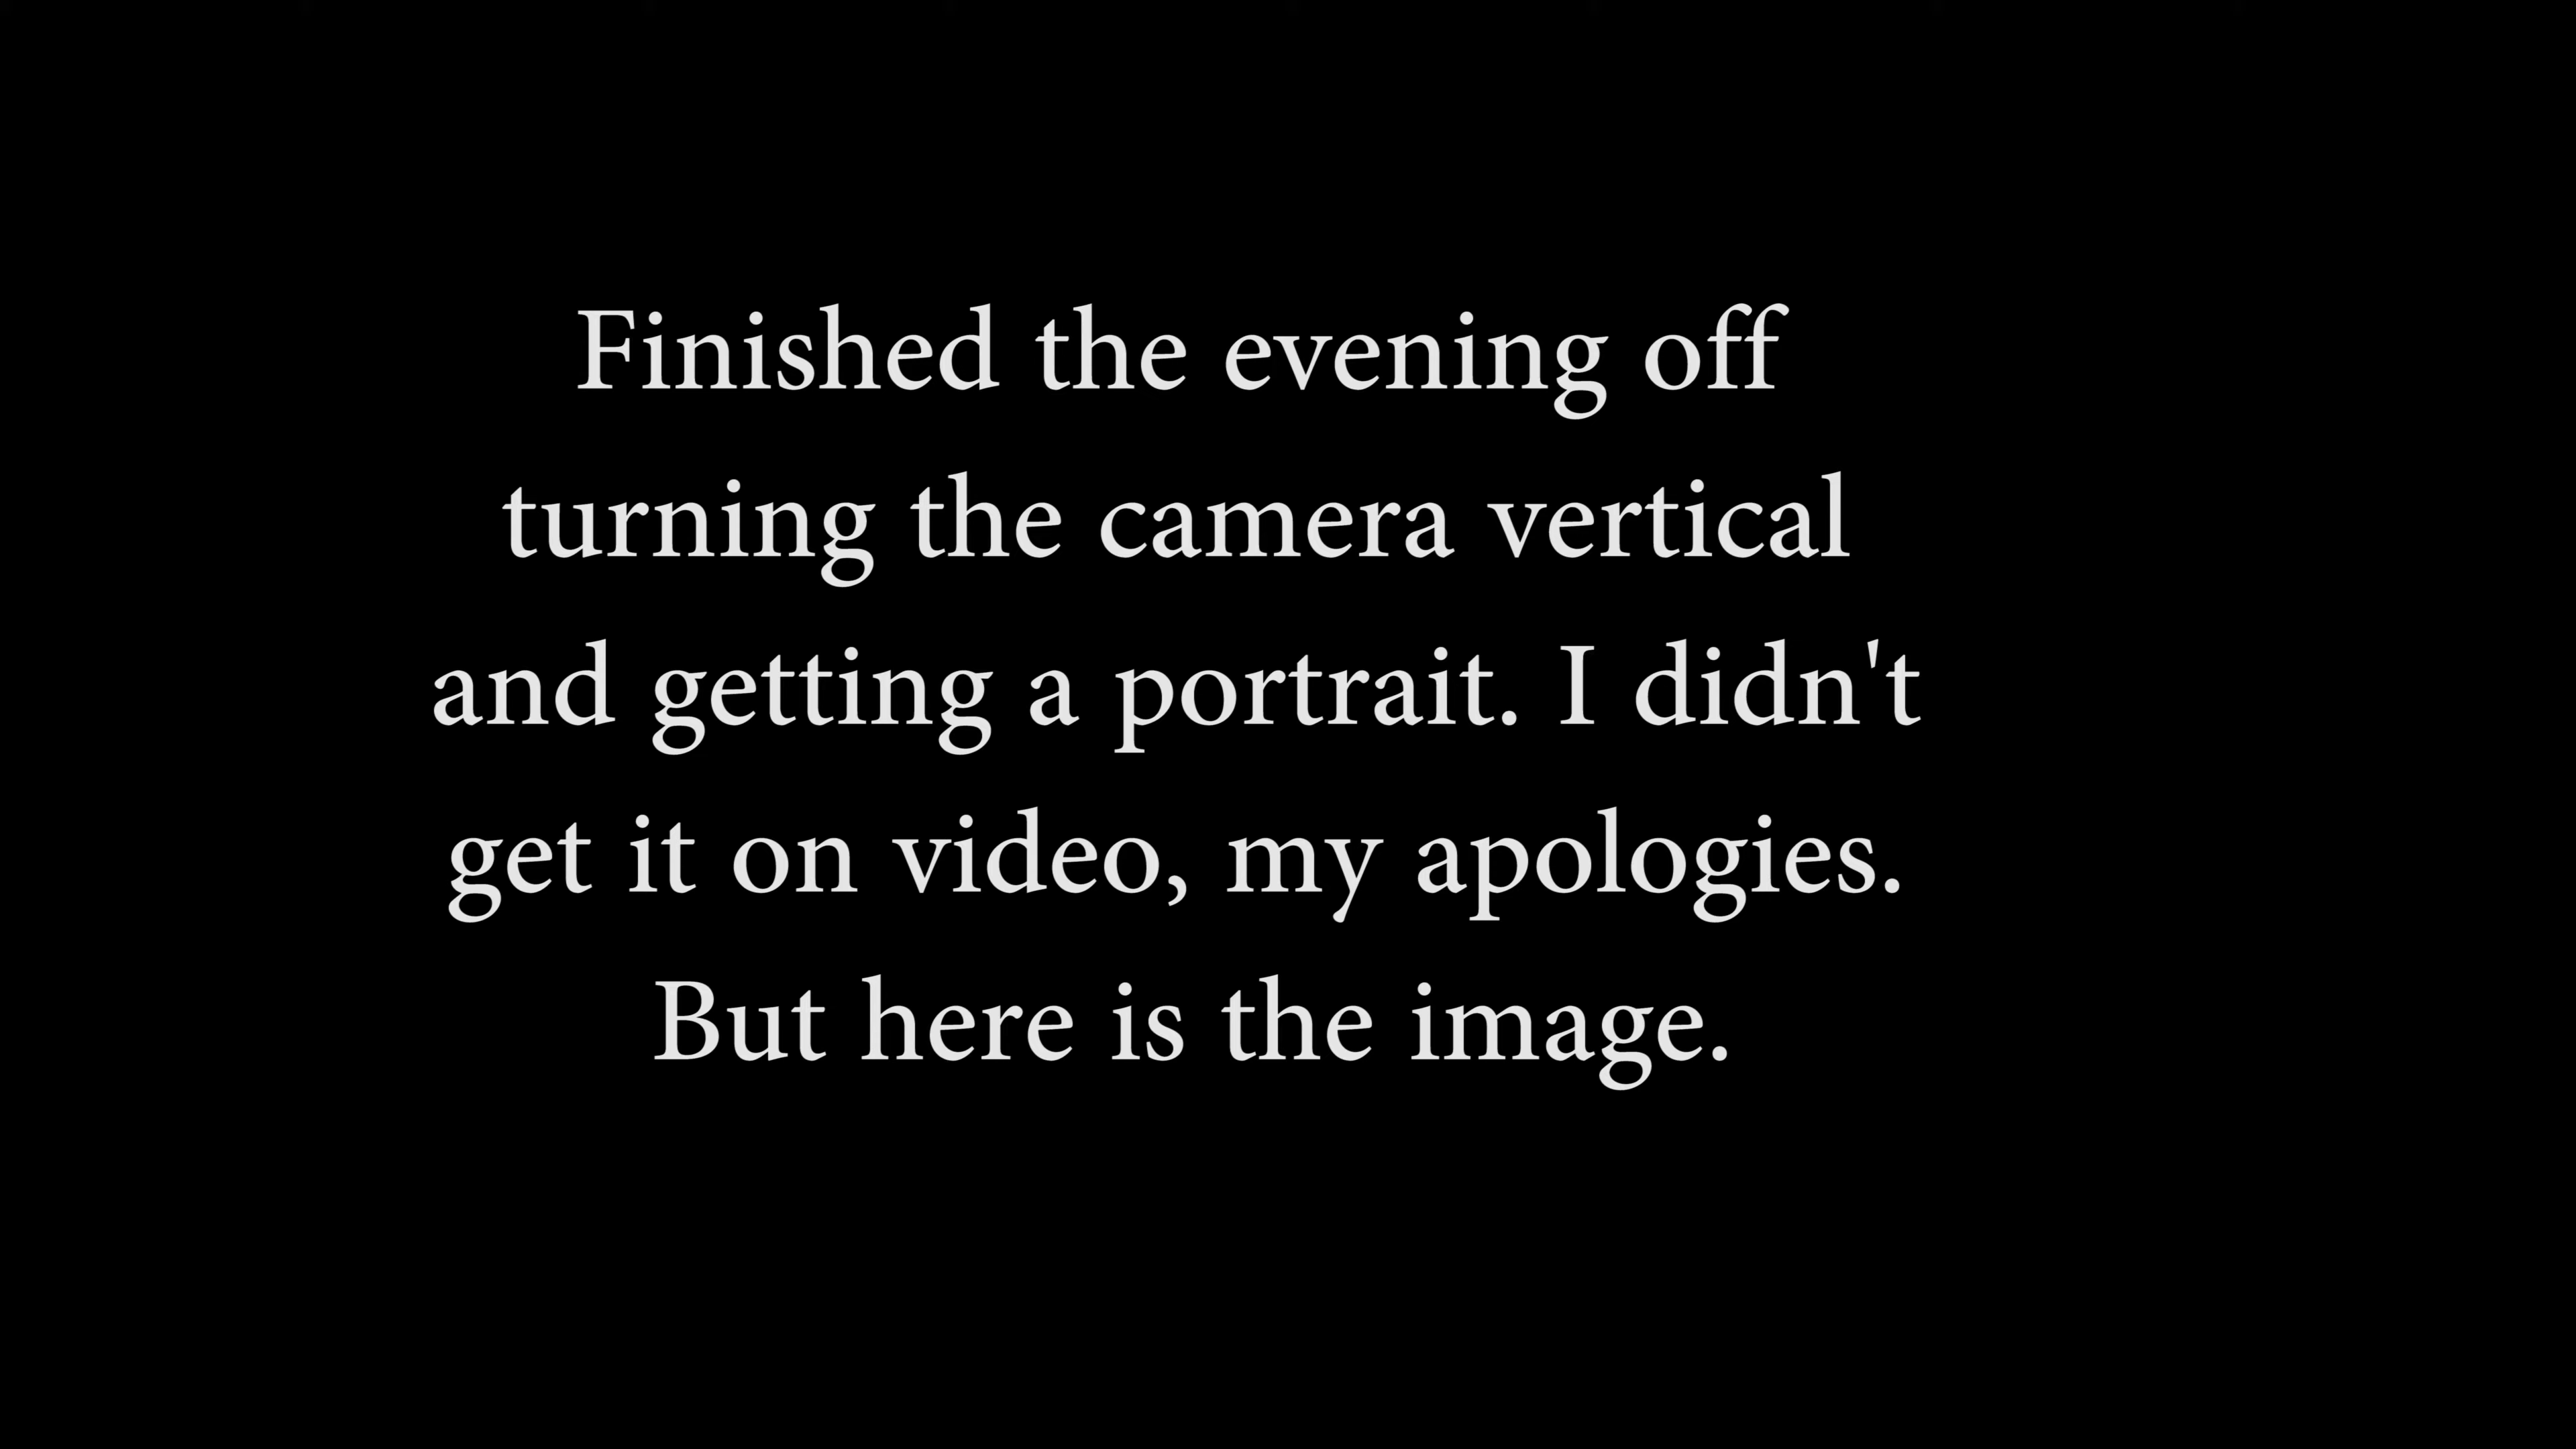 Finished the evening off
turning the camera vertical
and getting a portrait. I didn't
get it on video, my apologies.
But here is the image.